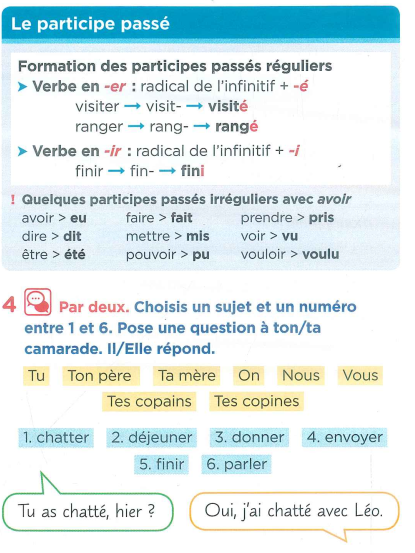 Le participe passé
Formation des participes passés réguliers
➤ Verbe en -er : radical de l'infinitif + -é
visiter → visit- → visité
ranger → rang- → rangé
➤ Verbe en -ir : radical de l'infinitif + -i
finir → fin- → fini
! Quelques participes passés irréguliers avec avoir
avoir > eu faire > fait prendre > pris
dire > dit mettre > mis voir > vu
être > été pouvoir > pu vouloir > voulu
4 Par deux. Choisis un sujet et un numéro
entre 1 et 6. Pose une question à ton/ta
camarade. Il/Elle répond.
Tu Ton père Ta mère On Nous Vous
Tes copains Tes copines
1. chatter 2. déjeuner 3. donner 4. envoyer
5. finir 6. parler
Tu as chatté, hier ? Oui, j'ai chatté avec Léo.